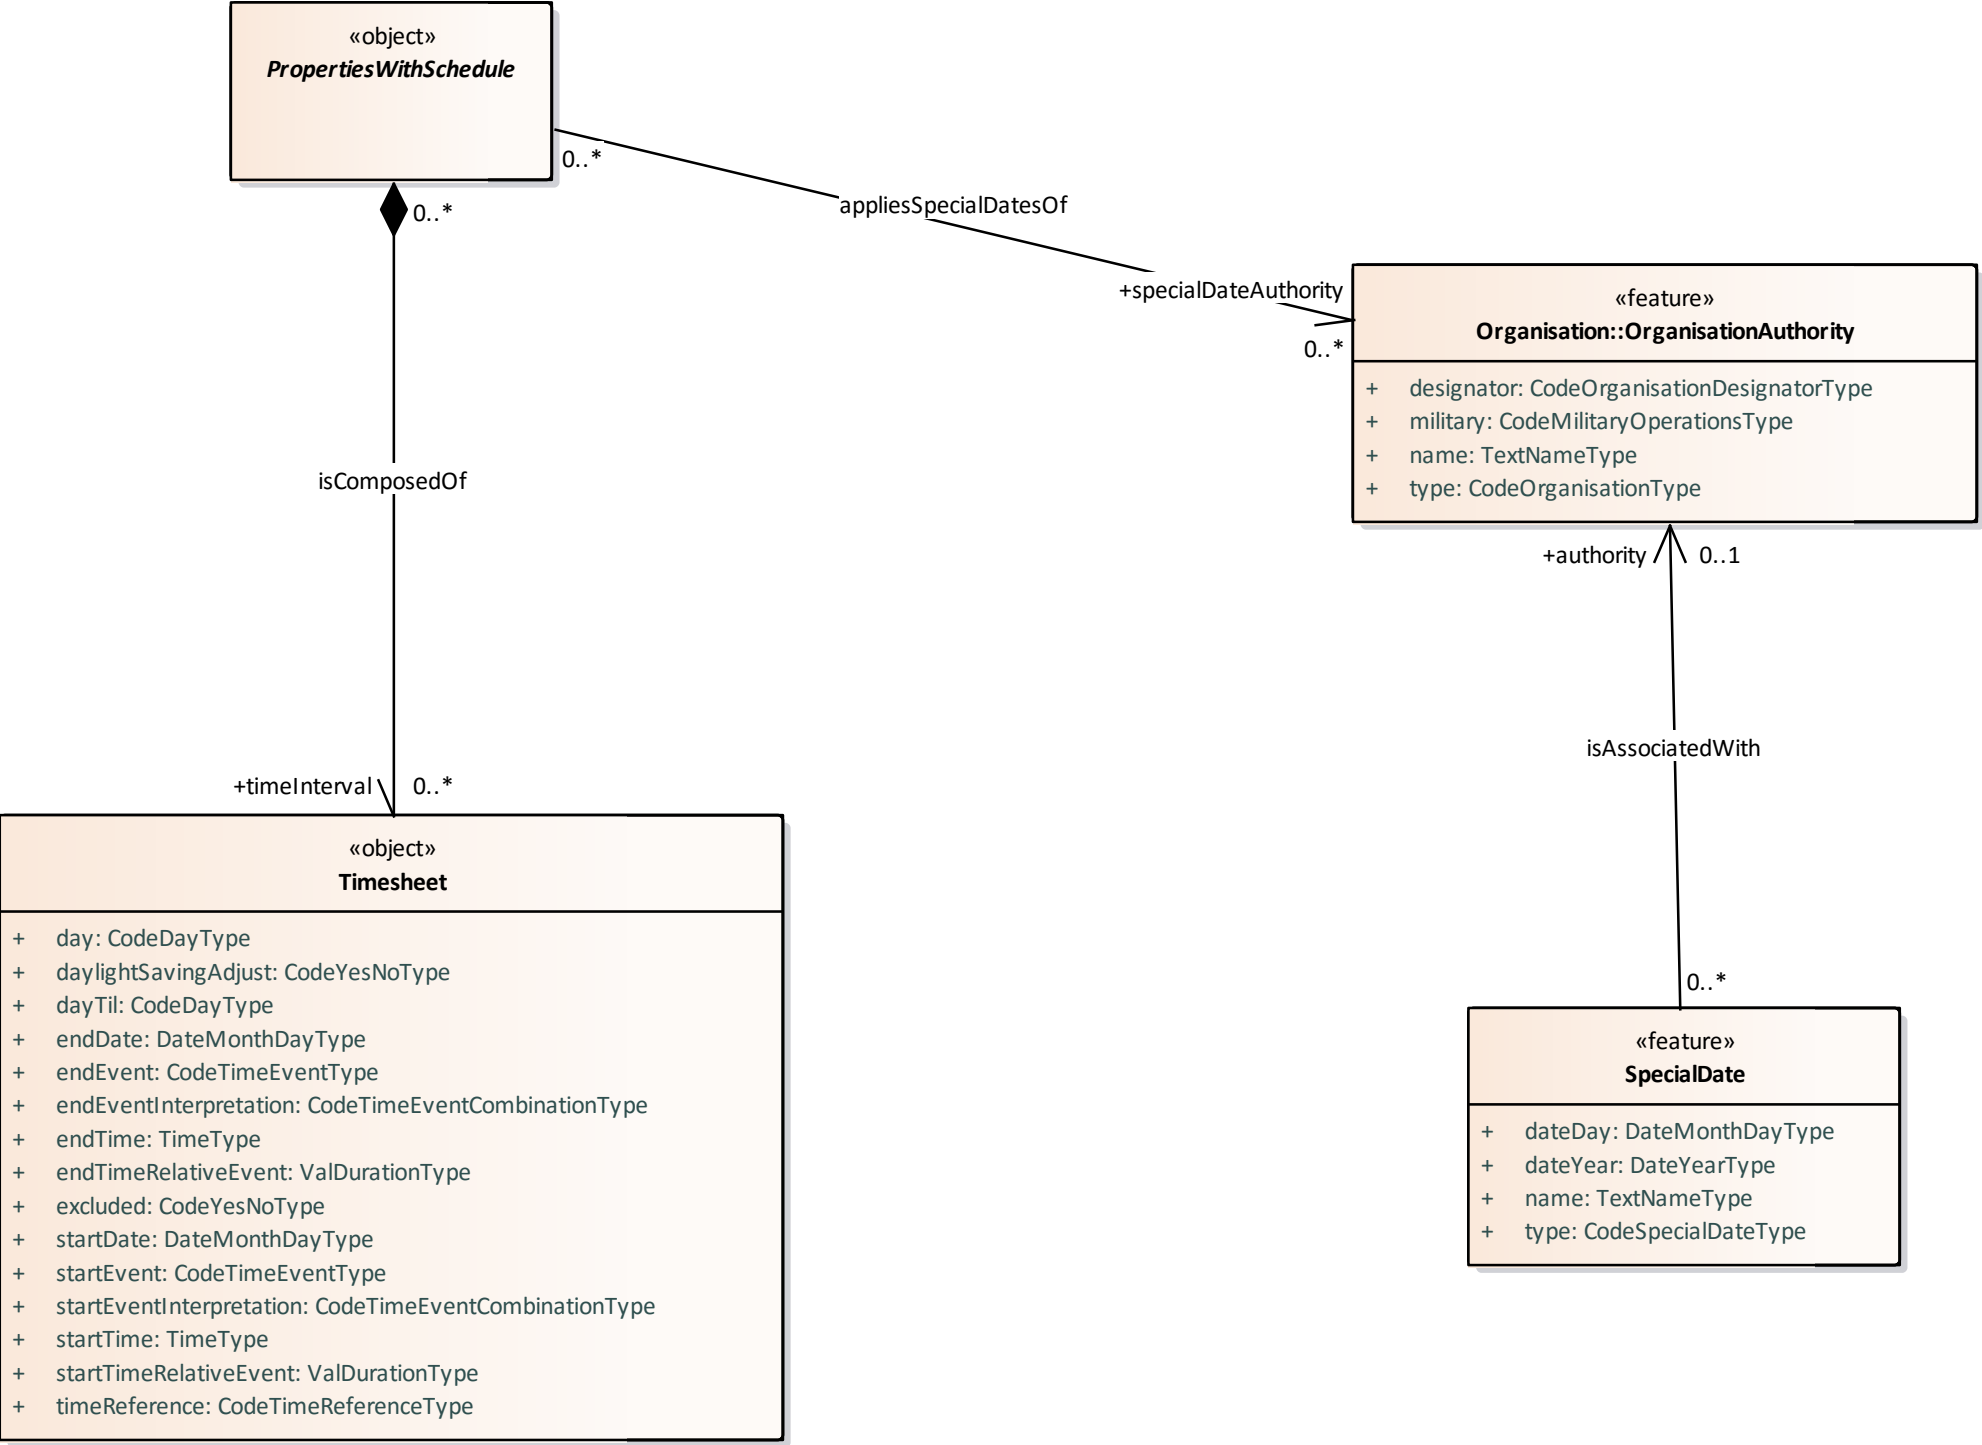 «object»
PropertiesWithSchedule
0..*
0..*
appliesSpecialDatesOf
+specialDateAuthority
0..*
«feature»
Organisation::OrganisationAuthority
+ designator: CodeOrganisationDesignatorType
+ military: CodeMilitaryOperationsType
+ name: TextNameType
+ type: CodeOrganisationType
isComposedOf
+authority 0..1
isAssociatedWith
+timeInterval 0..*
«object»
Timesheet
+ day: CodeDayType
+ daylightSavingAdjust: CodeYesNoType
+ dayTil: CodeDayType
+ endDate: DateMonthDayType
+ endEvent: CodeTimeEventType
+ endEventInterpretation: CodeTimeEventCombinationType
+ endTime: TimeType
+ endTimeRelativeEvent: ValDurationType
+ excluded: CodeYesNoType
+ startDate: DateMonthDayType
+ startEvent: CodeTimeEventType
+ startEventInterpretation: CodeTimeEventCombinationType
+ startTime: TimeType
+ startTimeRelativeEvent: ValDurationType
+ timeReference: CodeTimeReferenceType
0..*
«feature»
SpecialDate
+ dateDay: DateMonthDayType
+ dateYear: DateYearType
+ name: TextNameType
+ type: CodeSpecialDateType